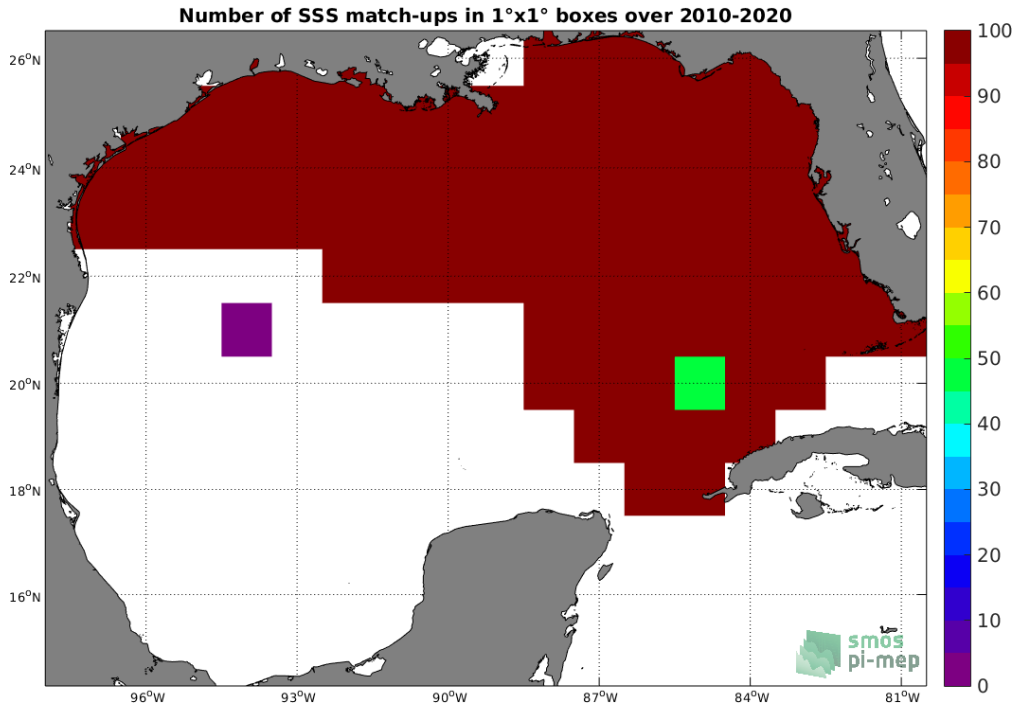 Number of SSS match-ups in 1°x1° boxes over 2010-2020
26°N
24°N
22°N
20°N
18°N
16°N
96°W
93°W
90°W
87°W
84°W
81°W
100
90
80
70
60
50
40
30
20
10
0
smos
pi-mep